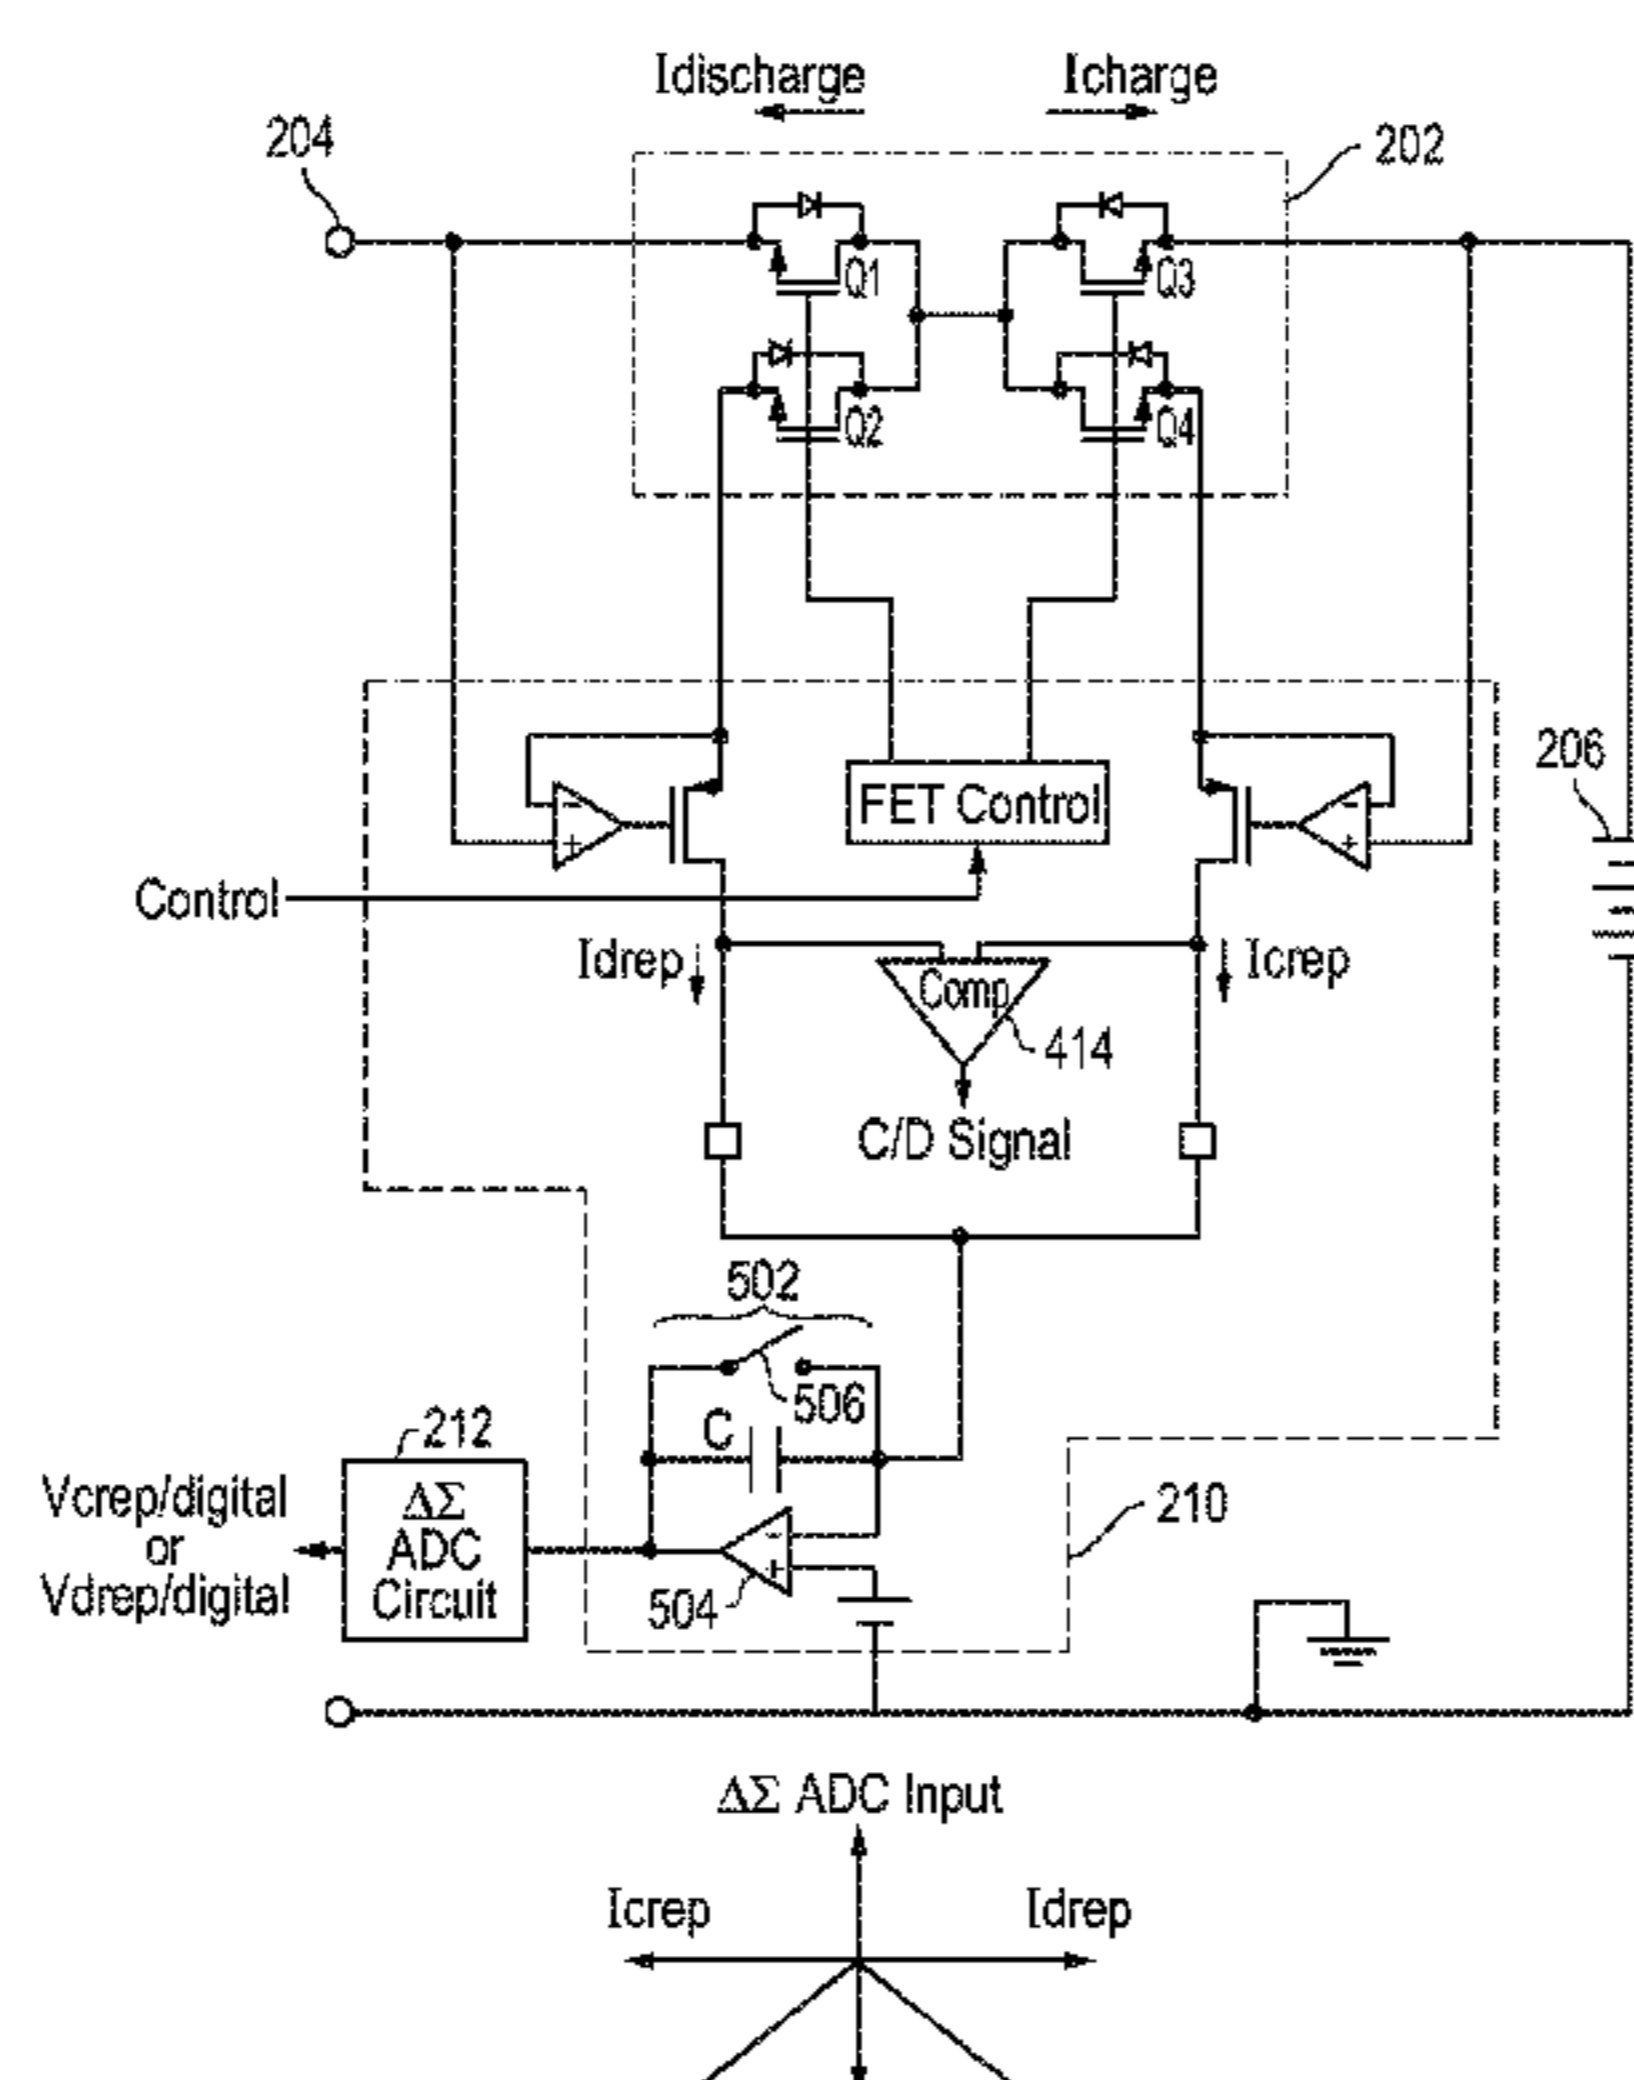 Idischarge
Icharge
204
202
Q1
Q3
Q2
Q4
206
FET Control
Control
Idrep
Icrep
Comp
414
C/D Signal
502
506
C
212
ΔΣ
ADC
Circuit
Vcrep/digital
or
Vdrep/digital
210
504
ΔΣ ADC Input
Icrep
Idrep